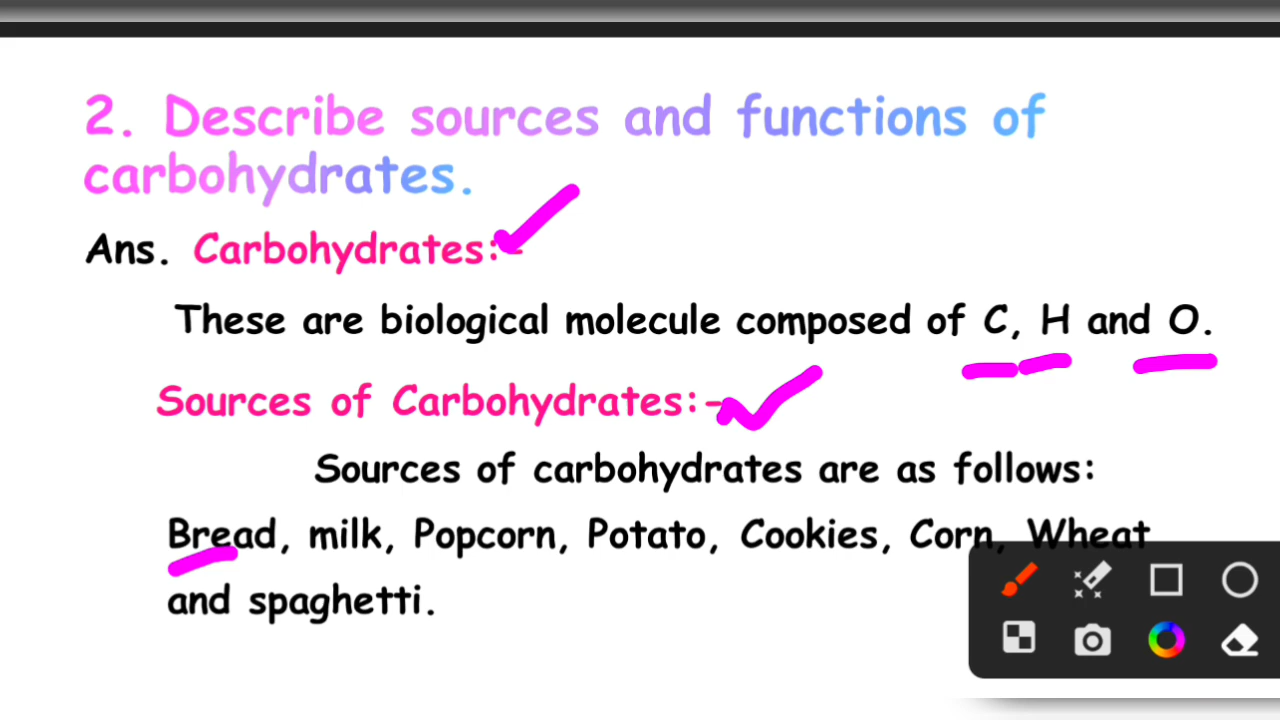 2. Describe sources and functions of
carbohydrates.
Ans. Carbohydrates:-
These are biological molecule composed of C, H and O.
Sources of Carbohydrates:-
Sources of carbohydrates are as follows:
Bread, milk, Popcorn, Potato, Cookies, Corn, Wheat
and spaghetti.